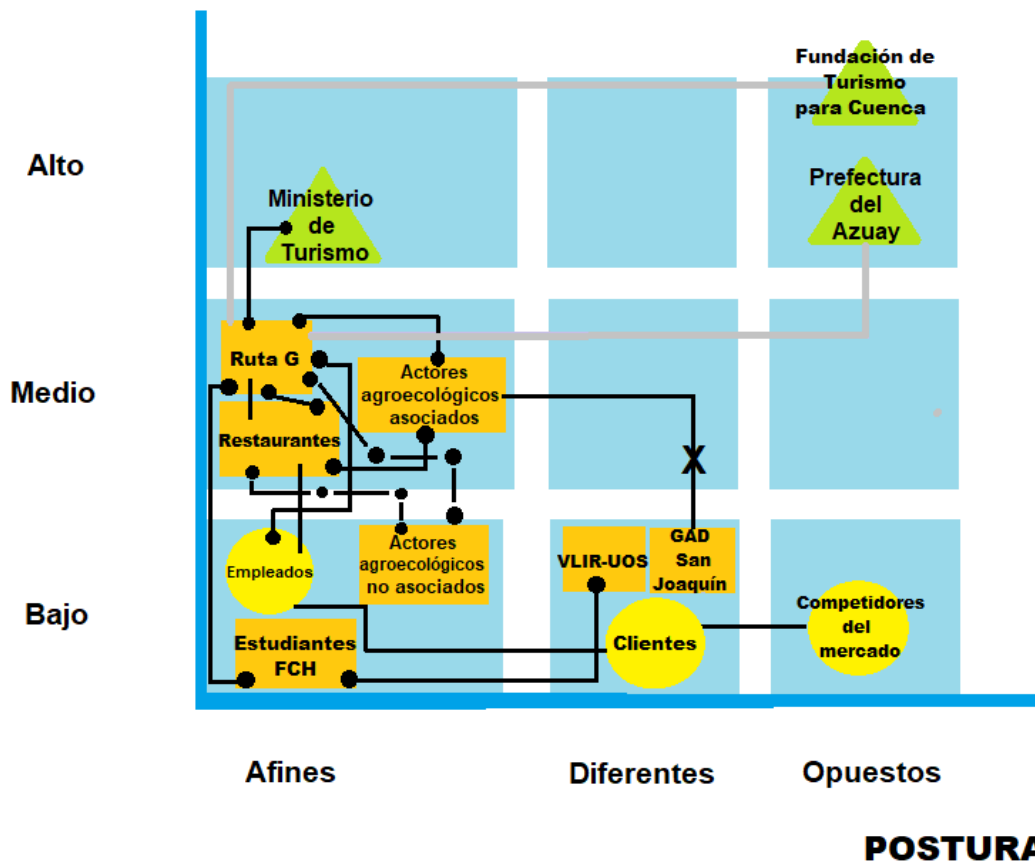 Fundación de
Turismo
para Cuenca
Alto
Ministerio
de
Turismo
Prefectura
del
Azuay
Medio
Ruta G
Actores
agroecológicos
asociados
Restaurantes
X
Bajo
Empleados
Actores
agroecológicos
no asociados
VLIR-UOS
GAD
San
Joaquín
Estudiantes
FCH
Clientes
Competidores
del
mercado
Afines
Diferentes
Opuestos
POSTURA